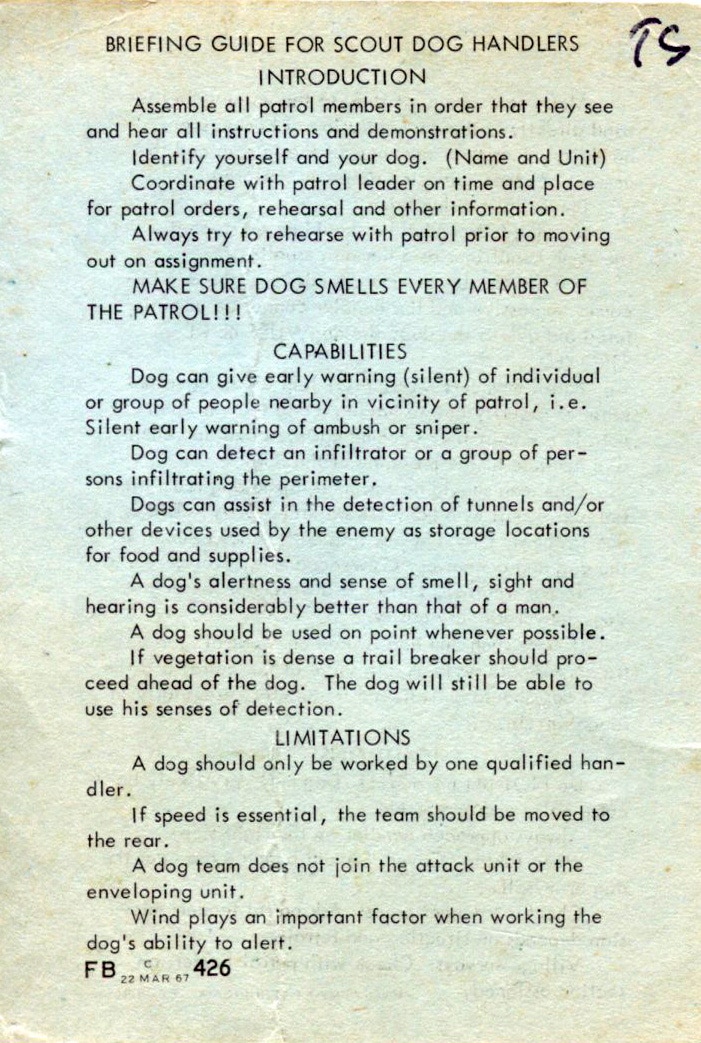 TS
BRIEFING GUIDE FOR SCOUT DOG HANDLERS
INTRODUCTION
Assemble all patrol members in order that they see
and hear all instructions and demonstrations.
Identify yourself and your dog. (Name and Unit)
Coordinate with patrol leader on time and place
for patrol orders, rehearsal and other information.
Always try to rehearse with patrol prior to moving
out on assignment.
MAKE SURE DOG SMELLS EVERY MEMBER OF
THE PATROL!!!
CAPABILITIES
Dog can give early warning (silent) of individual
or group of people nearby in vicinity of patrol, i.e.
Silent early warning of ambush or sniper.
Dog can detect an infiltrator or a group of per-
sons infiltrating the perimeter.
Dogs can assist in the detection of tunnels and/or
other devices used by the enemy as storage locations
for food and supplies.
A dog's alertness and sense of smell, sight and
hearing is considerably better than that of a man.
A dog should be used on point whenever possible.
If vegetation is dense a trail breaker should pro-
ceed ahead of the dog. The dog will still be able to
use his senses of detection.
LIMITATIONS
A dog should only be worked by one qualified han-
dler.
If speed is essential, the team should be moved to
the rear.
A dog team does not join the attack unit or the
enveloping unit.
Wind plays an important factor when working the
dog's ability to alert.
FB C 22 MAR 67 426